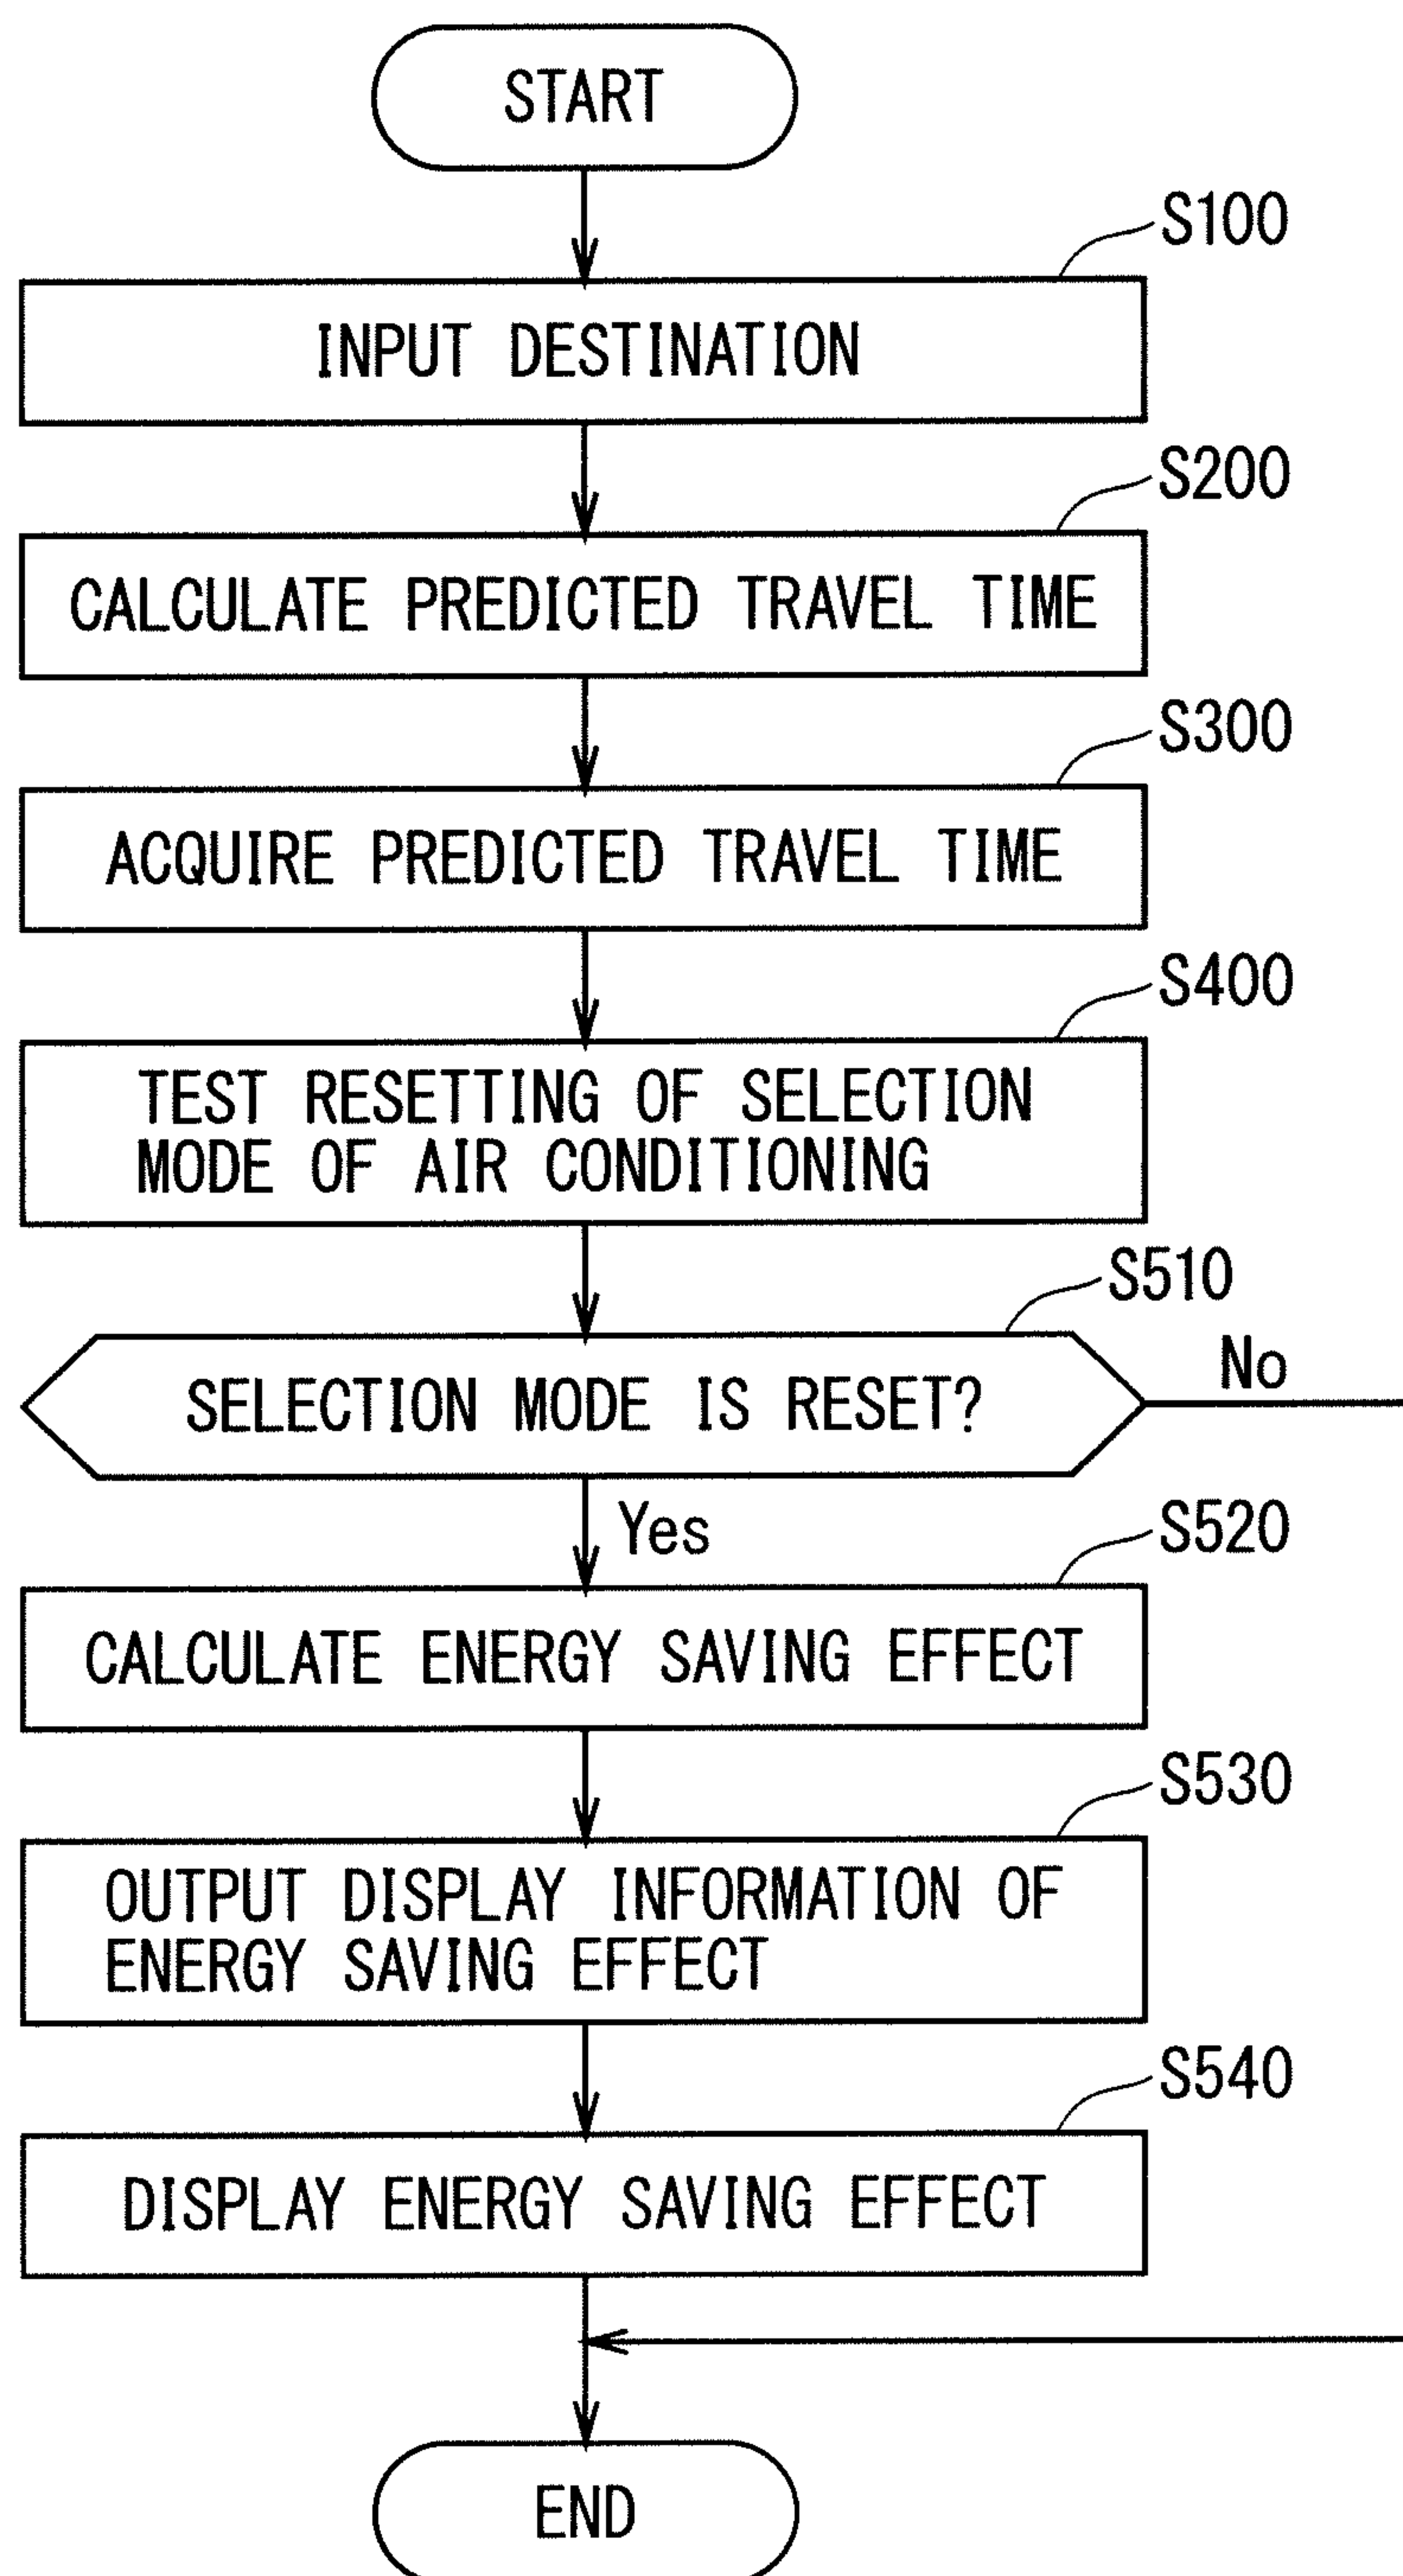 START
S100
INPUT DESTINATION
S200
CALCULATE PREDICTED TRAVEL TIME
S300
ACQUIRE PREDICTED TRAVEL TIME
S400
TEST RESETTING OF SELECTION
MODE OF AIR CONDITIONING
S510
SELECTION MODE IS RESET?
No
Yes
S520
CALCULATE ENERGY SAVING EFFECT
S530
OUTPUT DISPLAY INFORMATION OF
ENERGY SAVING EFFECT
S540
DISPLAY ENERGY SAVING EFFECT
END